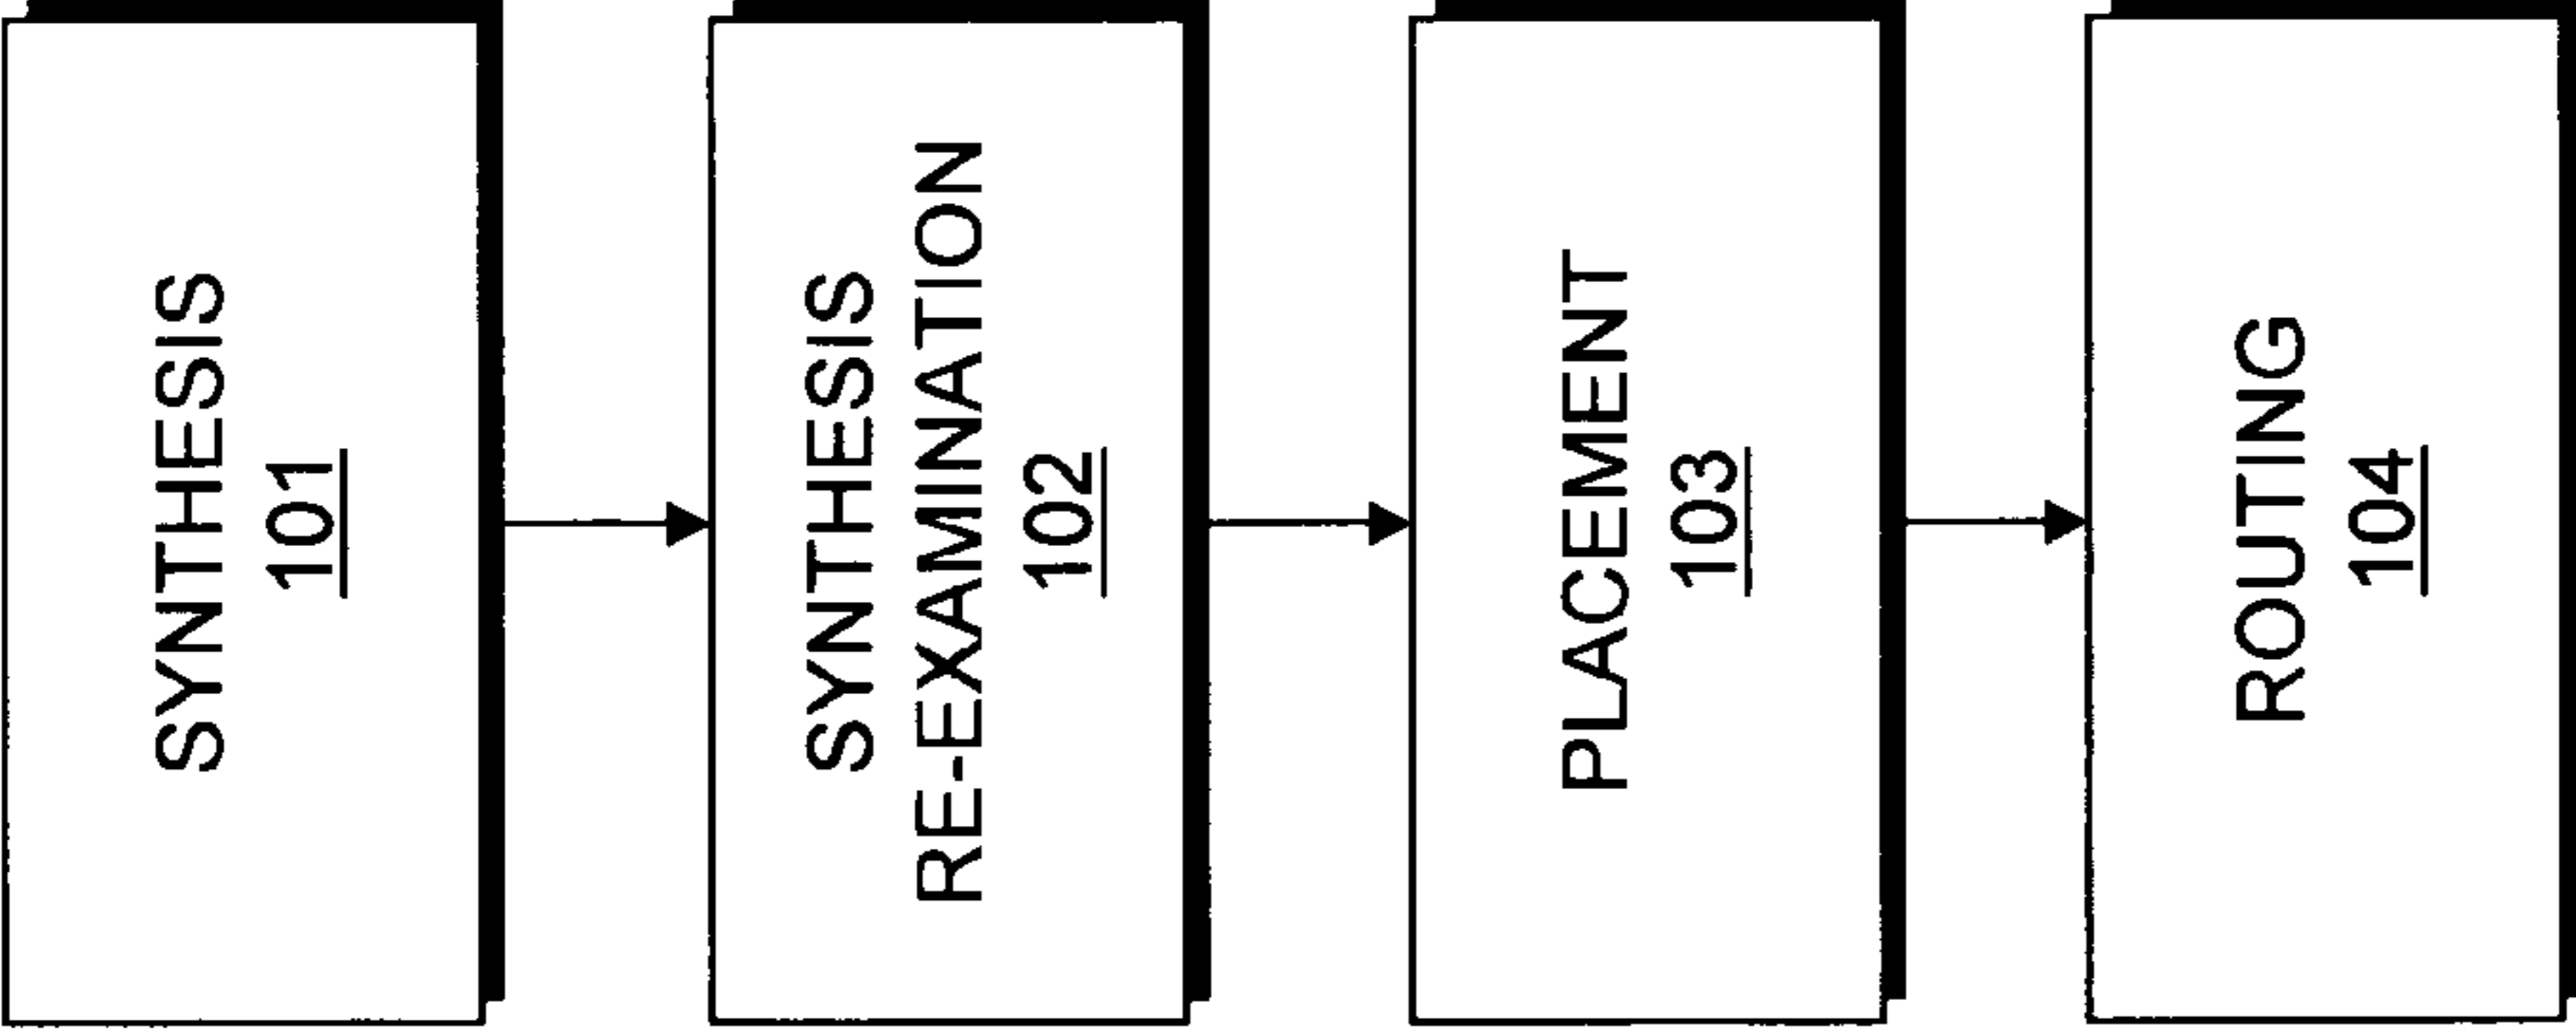 SYNTHESIS
101
SYNTHESIS
RE-EXAMINATION
102
PLACEMENT
103
ROUTING
104